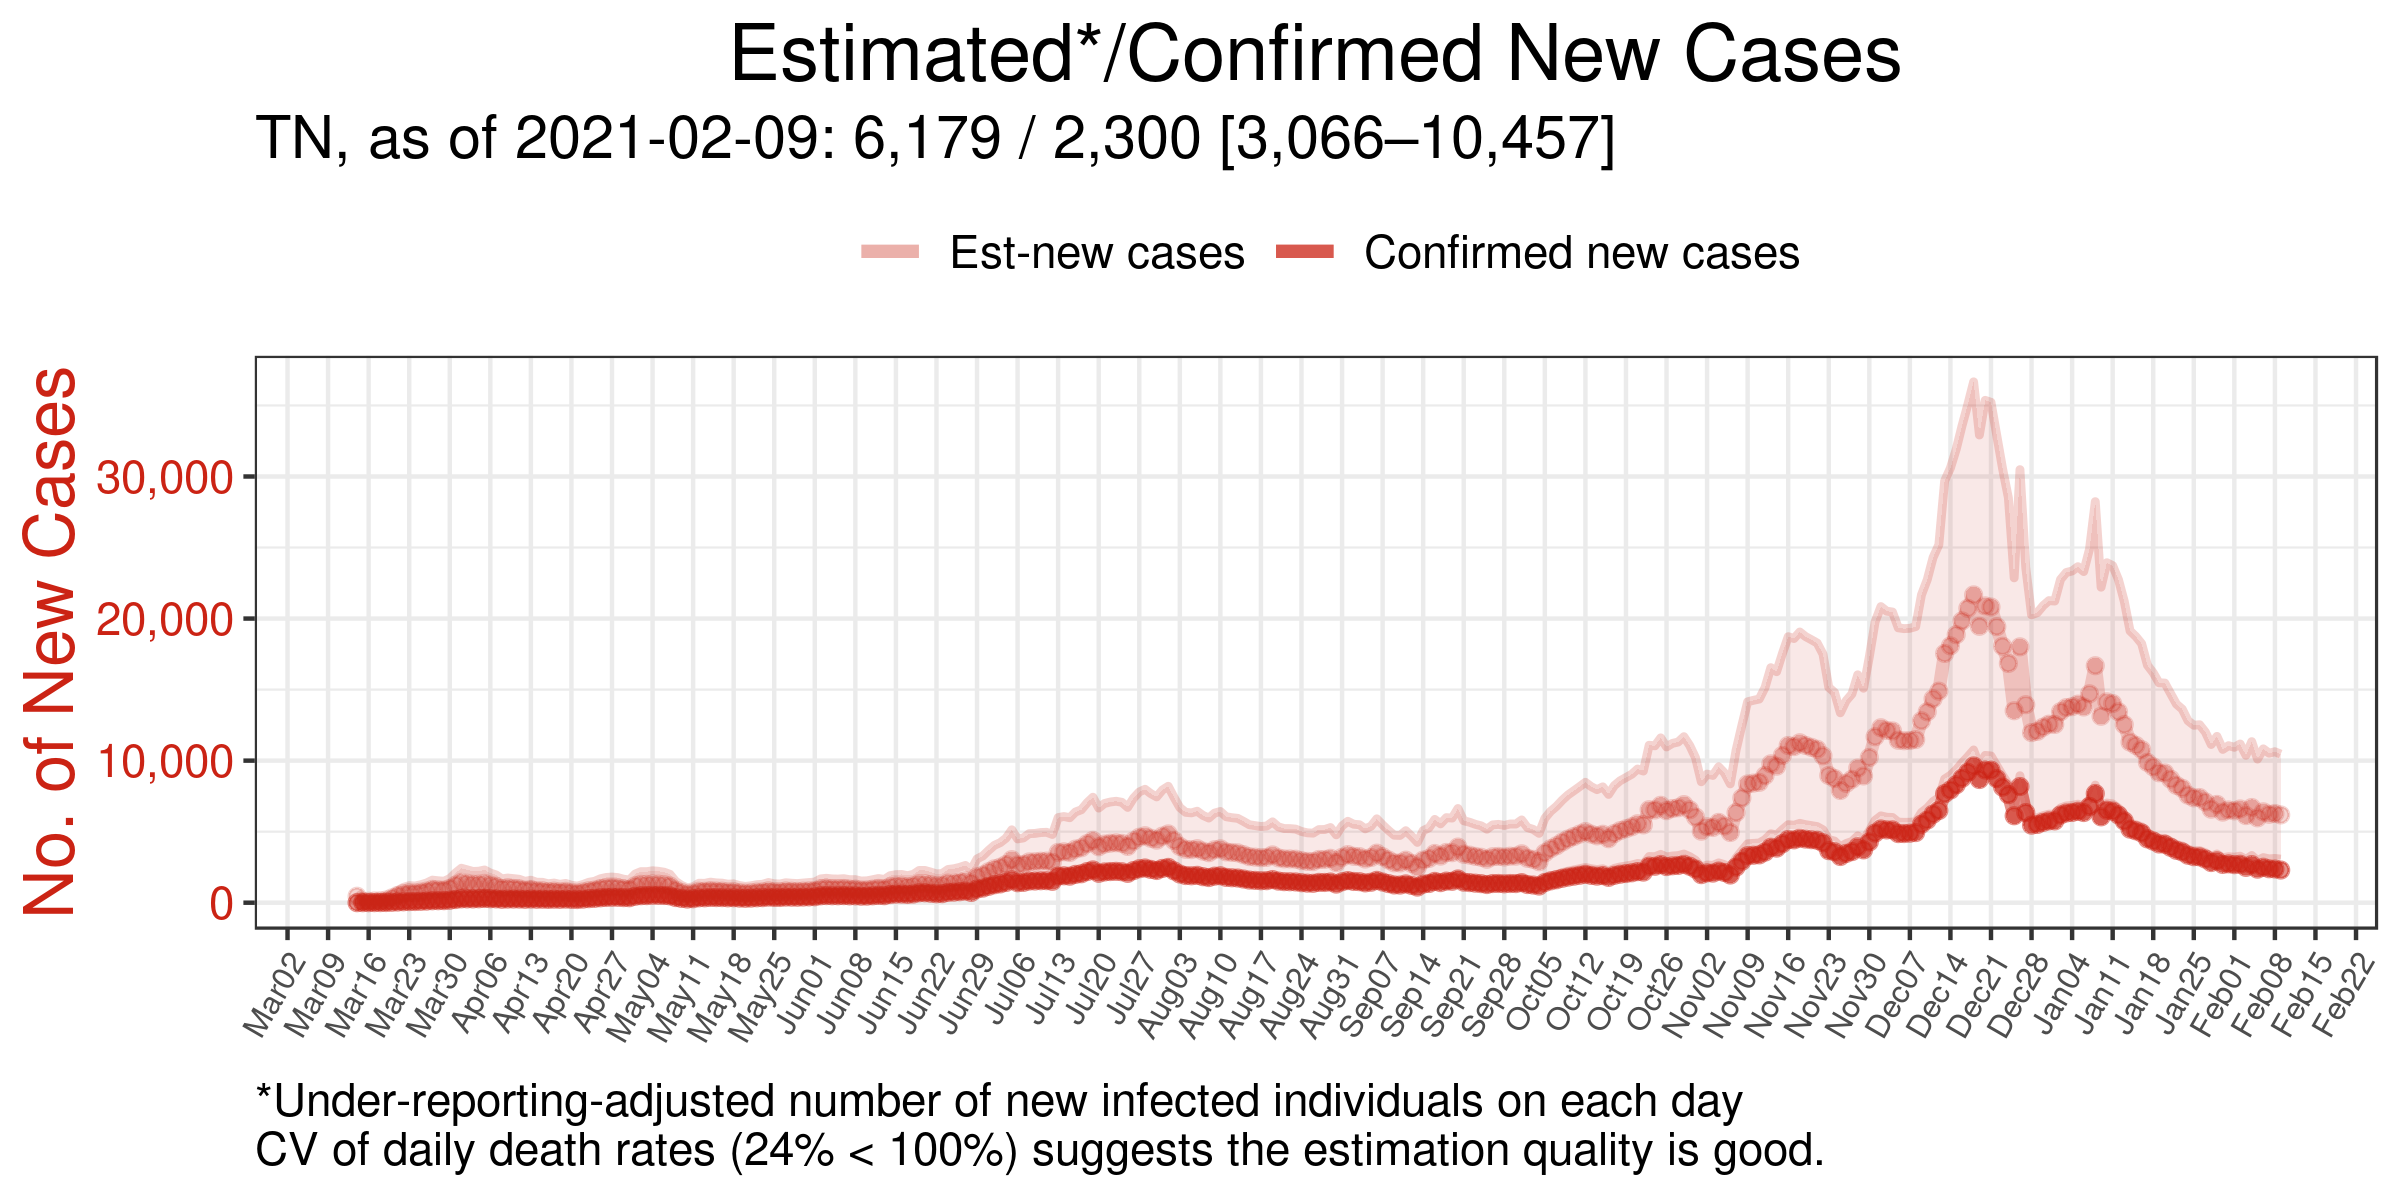 Estimated*/Confirmed New Cases
TN, as of 2021-02-09: 6,179 / 2,300 [3,066–10,457]
Est-new cases
Confirmed new cases
No. of New Cases
30,000
20,000
10,000
0
Mar02
Mar09
Mar16
Mar23
Mar30
Apr06
Apr13
Apr20
Apr27
May04
May11
May18
May25
Jun01
Jun08
Jun15
Jun22
Jun29
Jul06
Jul13
Jul20
Jul27
Aug03
Aug10
Aug17
Aug24
Aug31
Sep07
Sep14
Sep21
Sep28
Oct05
Oct12
Oct19
Oct26
Nov02
Nov09
Nov16
Nov23
Nov30
Dec07
Dec14
Dec21
Dec28
Jan04
Jan11
Jan18
Jan25
Feb01
Feb08
Feb15
Feb22
*Under-reporting-adjusted number of new infected individuals on each day
CV of daily death rates (24% < 100%) suggests the estimation quality is good.